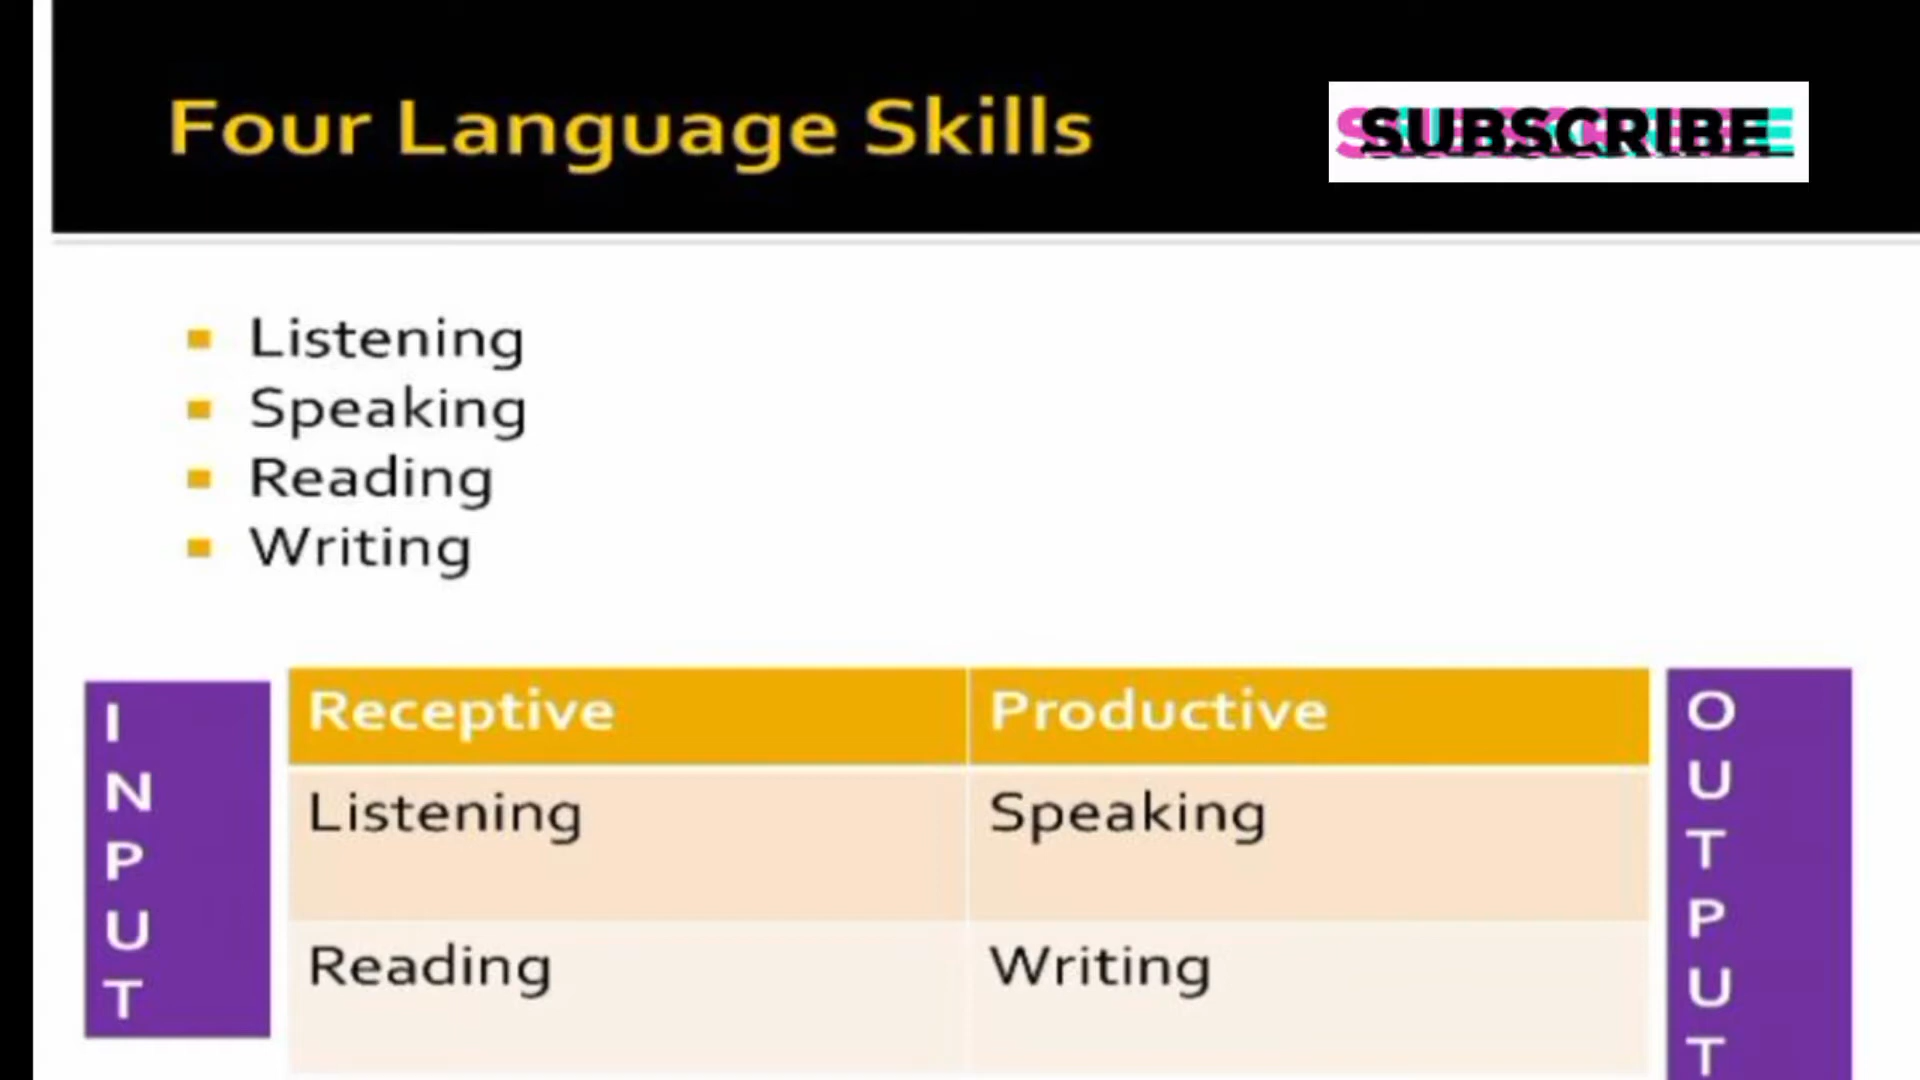 Four Language Skills
SUBSCRIBE
Listening
Speaking
Reading
Writing
INPUT
Receptive Productive
Listening Speaking
Reading Writing
OUTPUT